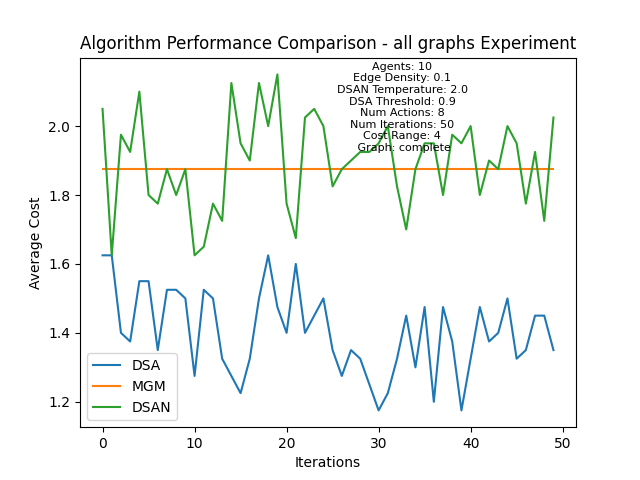 Algorithm Performance Comparison - all graphs Experiment
Agents: 10
Edge Density: 0.1
DSAN Temperature: 2.0
DSA Threshold: 0.9
Num Actions: 8
Num Iterations: 50
Cost Range: 4
Graph: complete
2.0
1.8
1.6
1.4
1.2
Average Cost
DSA
MGM
DSAN
0 10 20 30 40 50
Iterations